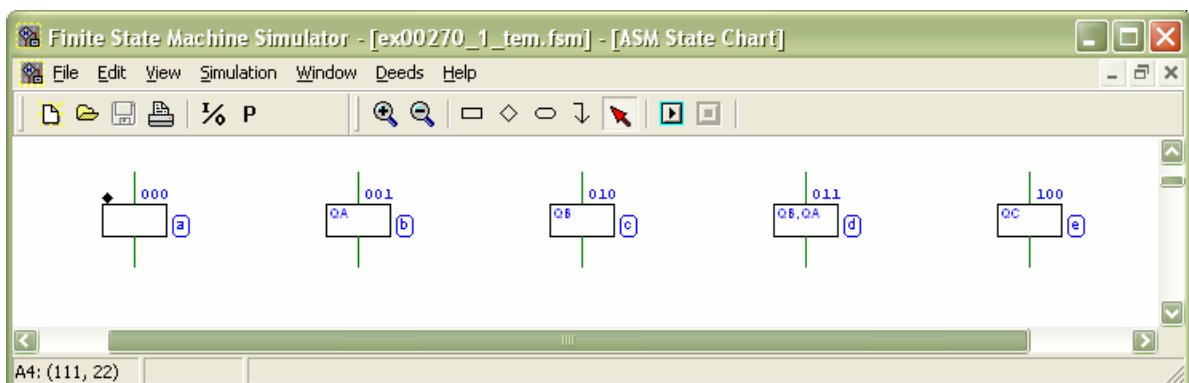 Finite State Machine Simulator - [ex00270_1_tem.fsm] - [ASM State Chart]
File Edit View Simulation Window Deeds Help
I/O P
000 001 010 011 100
QA QB QB,QA QC
a b c d e
A4: (111, 22)